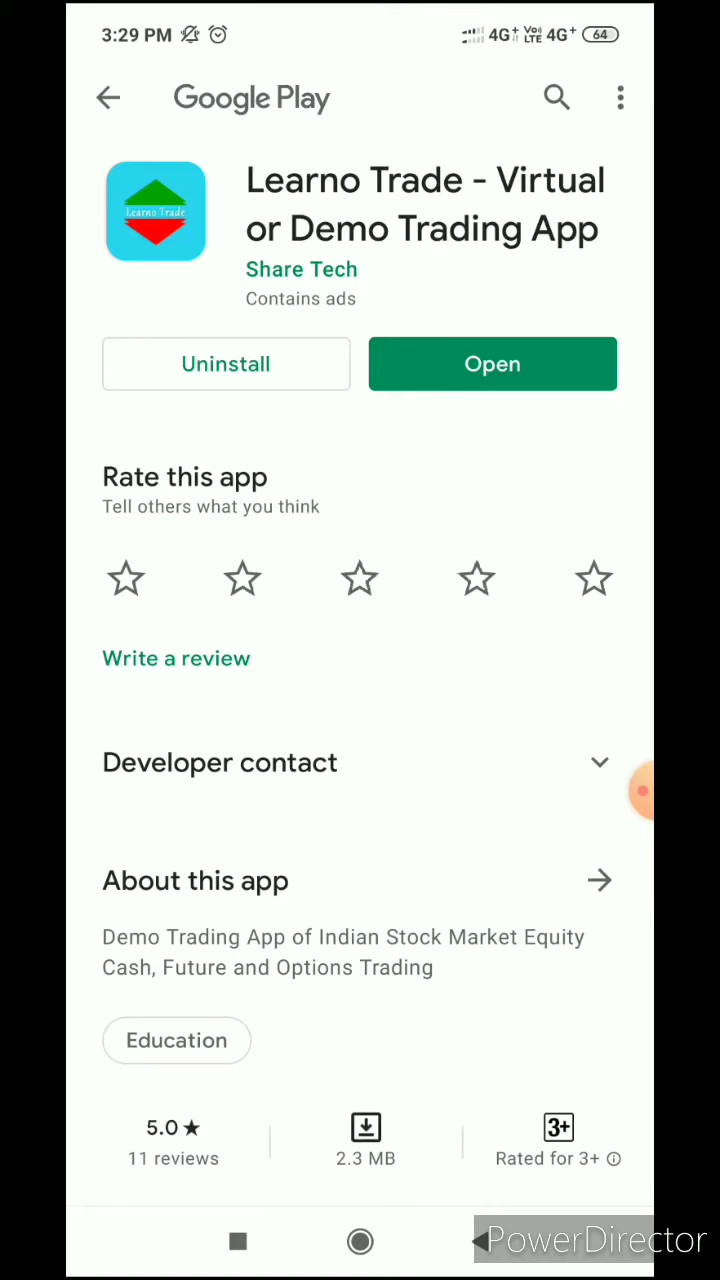 3:29 PM 4G+ Vo) LTE 4G+ 64
Google Play
Learno Trade - Virtual
or Demo Trading App
Learno Trade
Share Tech
Contains ads
Uninstall Open
Rate this app
Tell others what you think
Write a review
Developer contact
About this app
Demo Trading App of Indian Stock Market Equity
Cash, Future and Options Trading
Education
5.0 ★ 3+
11 reviews 2.3 MB Rated for 3+
PowerDirector